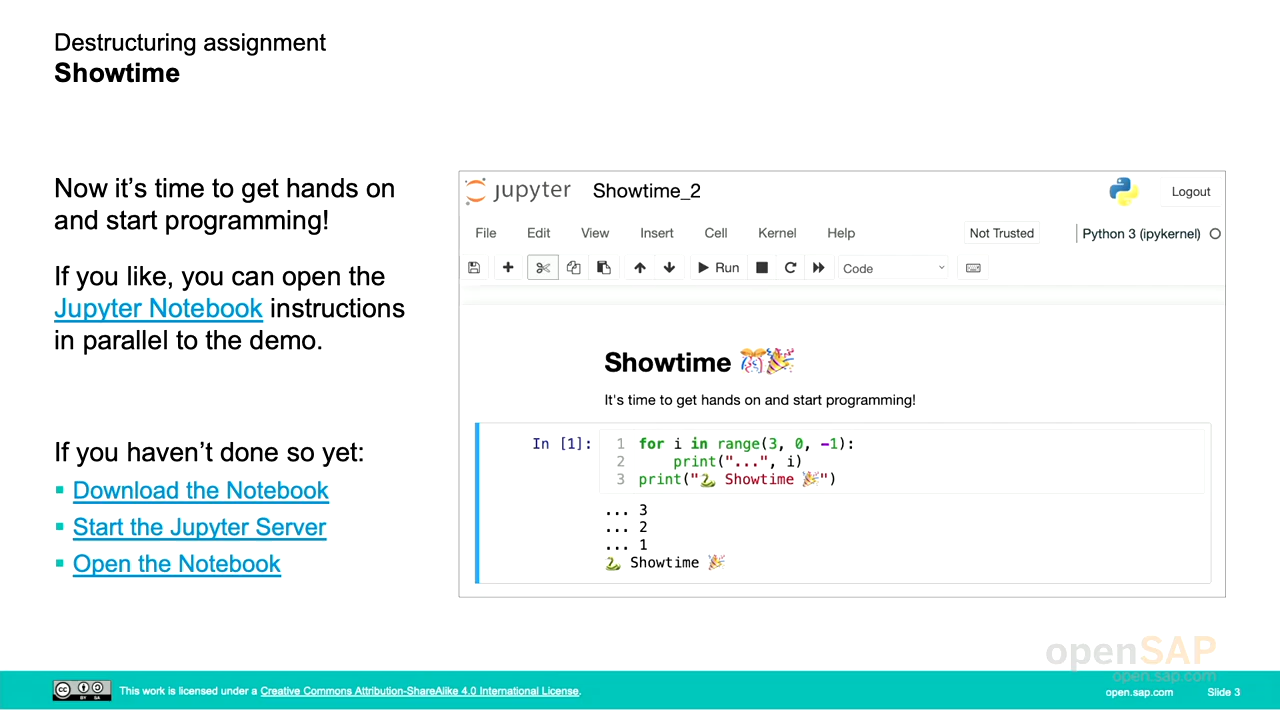 Destructuring assignment
Showtime
Now it's time to get hands on
and start programming!
If you like, you can open the
Jupyter Notebook instructions
in parallel to the demo.
If you haven't done so yet:
▪ Download the Notebook
▪ Start the Jupyter Server
▪ Open the Notebook
jupyter Showtime_2 Logout
File Edit View Insert Cell Kernel Help Not Trusted Python 3 (ipykernel)
Run Code
Showtime 🎊🎉
It's time to get hands on and start programming!
In [1]: 1 for i in range(3, 0, -1):
2 print("...", i)
3 print("🐍 Showtime 🎉")
... 3
... 2
... 1
🐍 Showtime 🎉
openSAP
open.sap.com
cc BY SA This work is licensed under a Creative Commons Attribution-ShareAlike 4.0 International License. open.sap.com Slide 3